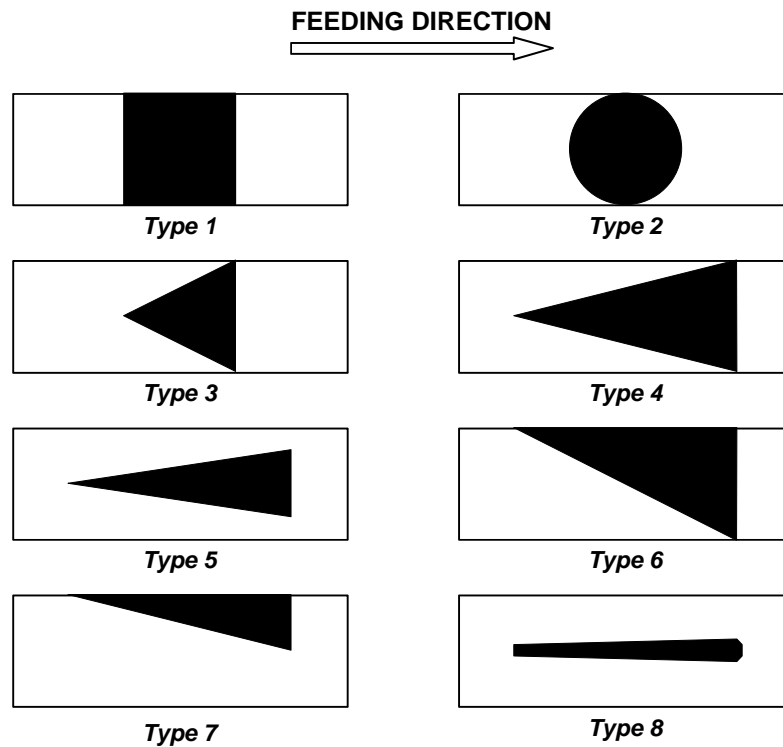 FEEDING DIRECTION
Type 1
Type 2
Type 3
Type 4
Type 5
Type 6
Type 7
Type 8